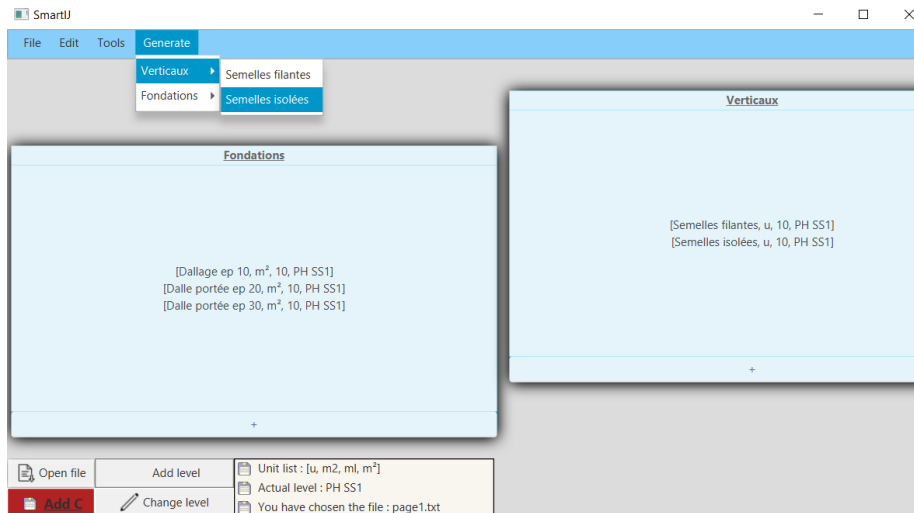 SmartIJ
File Edit Tools Generate
Verticaux
Fondations
Semelles filantes
Semelles isolées
Verticaux
[Semelles filantes, u, 10, PH SS1]
[Semelles isolées, u, 10, PH SS1]
+
Fondations
[Dallage ep 10, m², 10, PH SS1]
[Dalle portée ep 20, m², 10, PH SS1]
[Dalle portée ep 30, m², 10, PH SS1]
+
Open file
Add level
Add C
Change level
Unit list : [u, m2, ml, m²]
Actual level : PH SS1
You have chosen the file : page1.txt